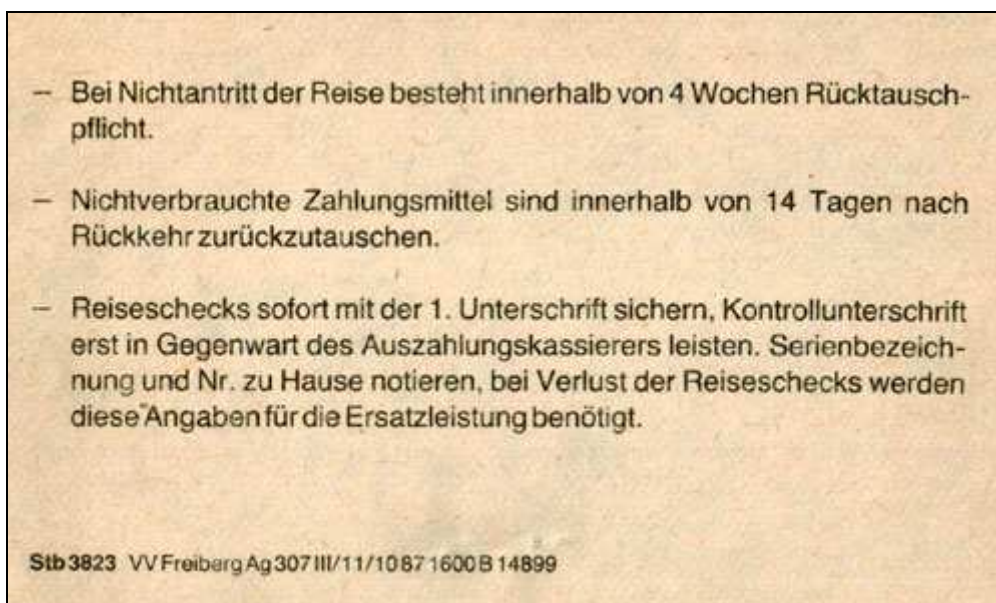 – Bei Nichtantritt der Reise besteht innerhalb von 4 Wochen Rücktausch-
pflicht.
– Nichtverbrauchte Zahlungsmittel sind innerhalb von 14 Tagen nach
Rückkehr zurückzutauschen.
– Reiseschecks sofort mit der 1. Unterschrift sichern, Kontrollunterschrift
erst in Gegenwart des Auszahlungskassierers leisten. Serienbezeich-
nung und Nr. zu Hause notieren, bei Verlust der Reiseschecks werden
diese Angaben für die Ersatzleistung benötigt.
Stb 3823 VV Freiberg Ag 307 III/11/10 87 1600 B 14899